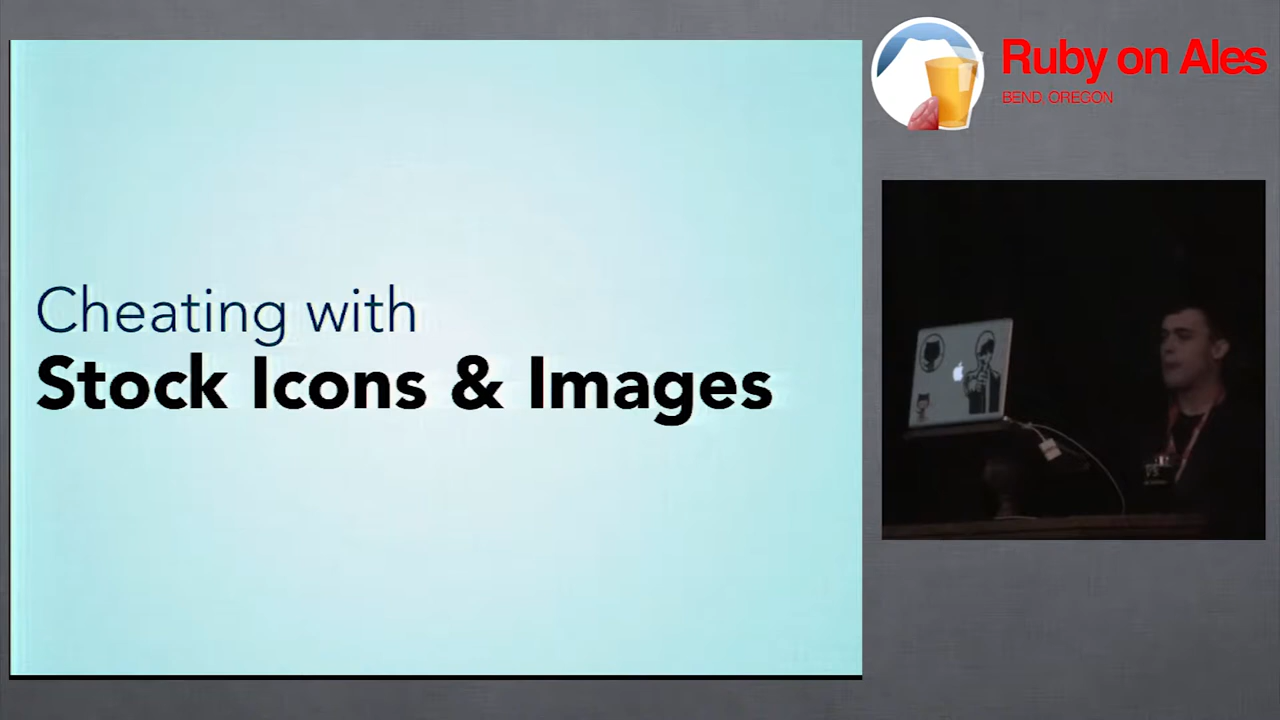 Cheating with
Stock Icons & Images
Ruby on Ales
BEND, OREGON